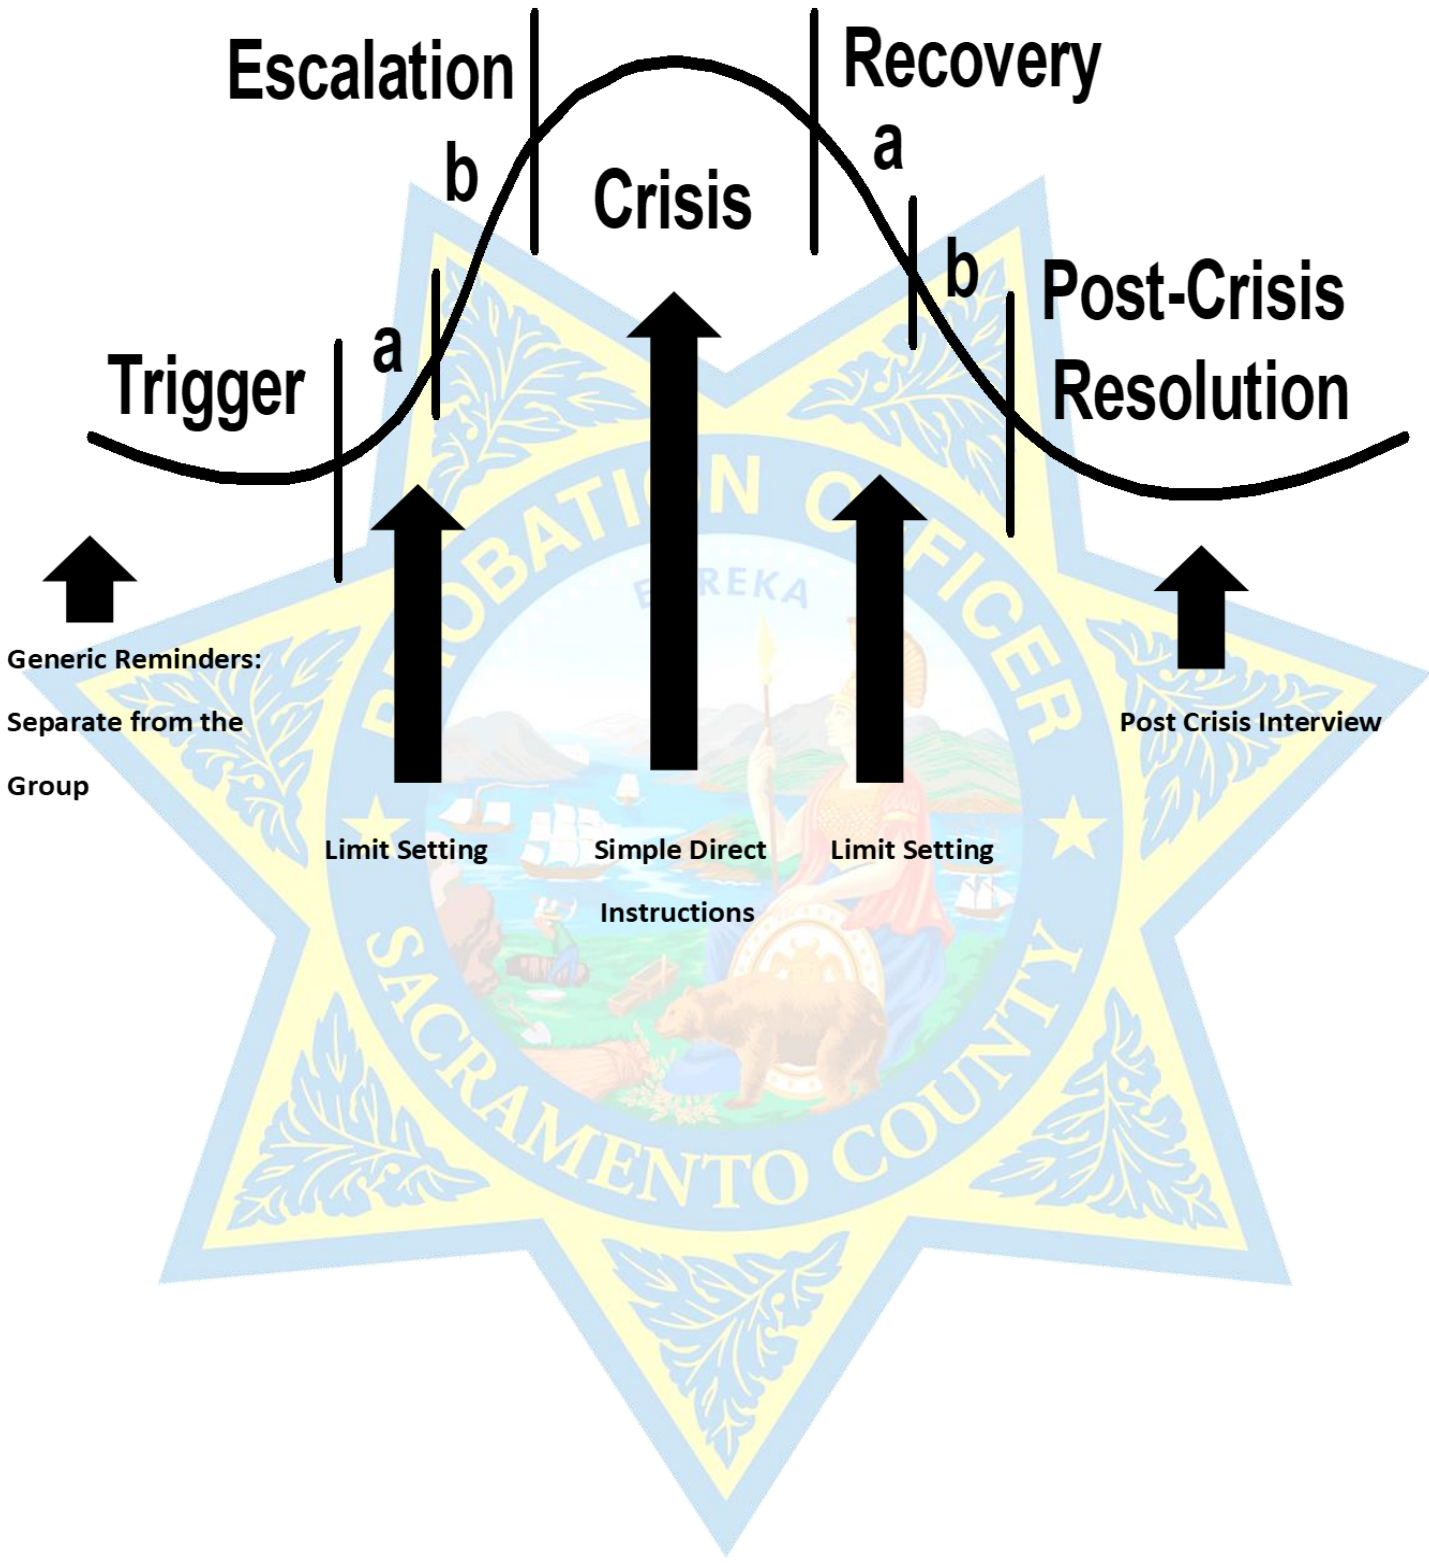 Escalation
Recovery
b
a
Crisis
Trigger
a
b
Post-Crisis
Resolution
Generic Reminders:
Separate from the
Group
Limit Setting
Simple Direct
Instructions
Limit Setting
Post Crisis Interview
PROBATION OFFICER
EUREKA
SACRAMENTO COUNTY